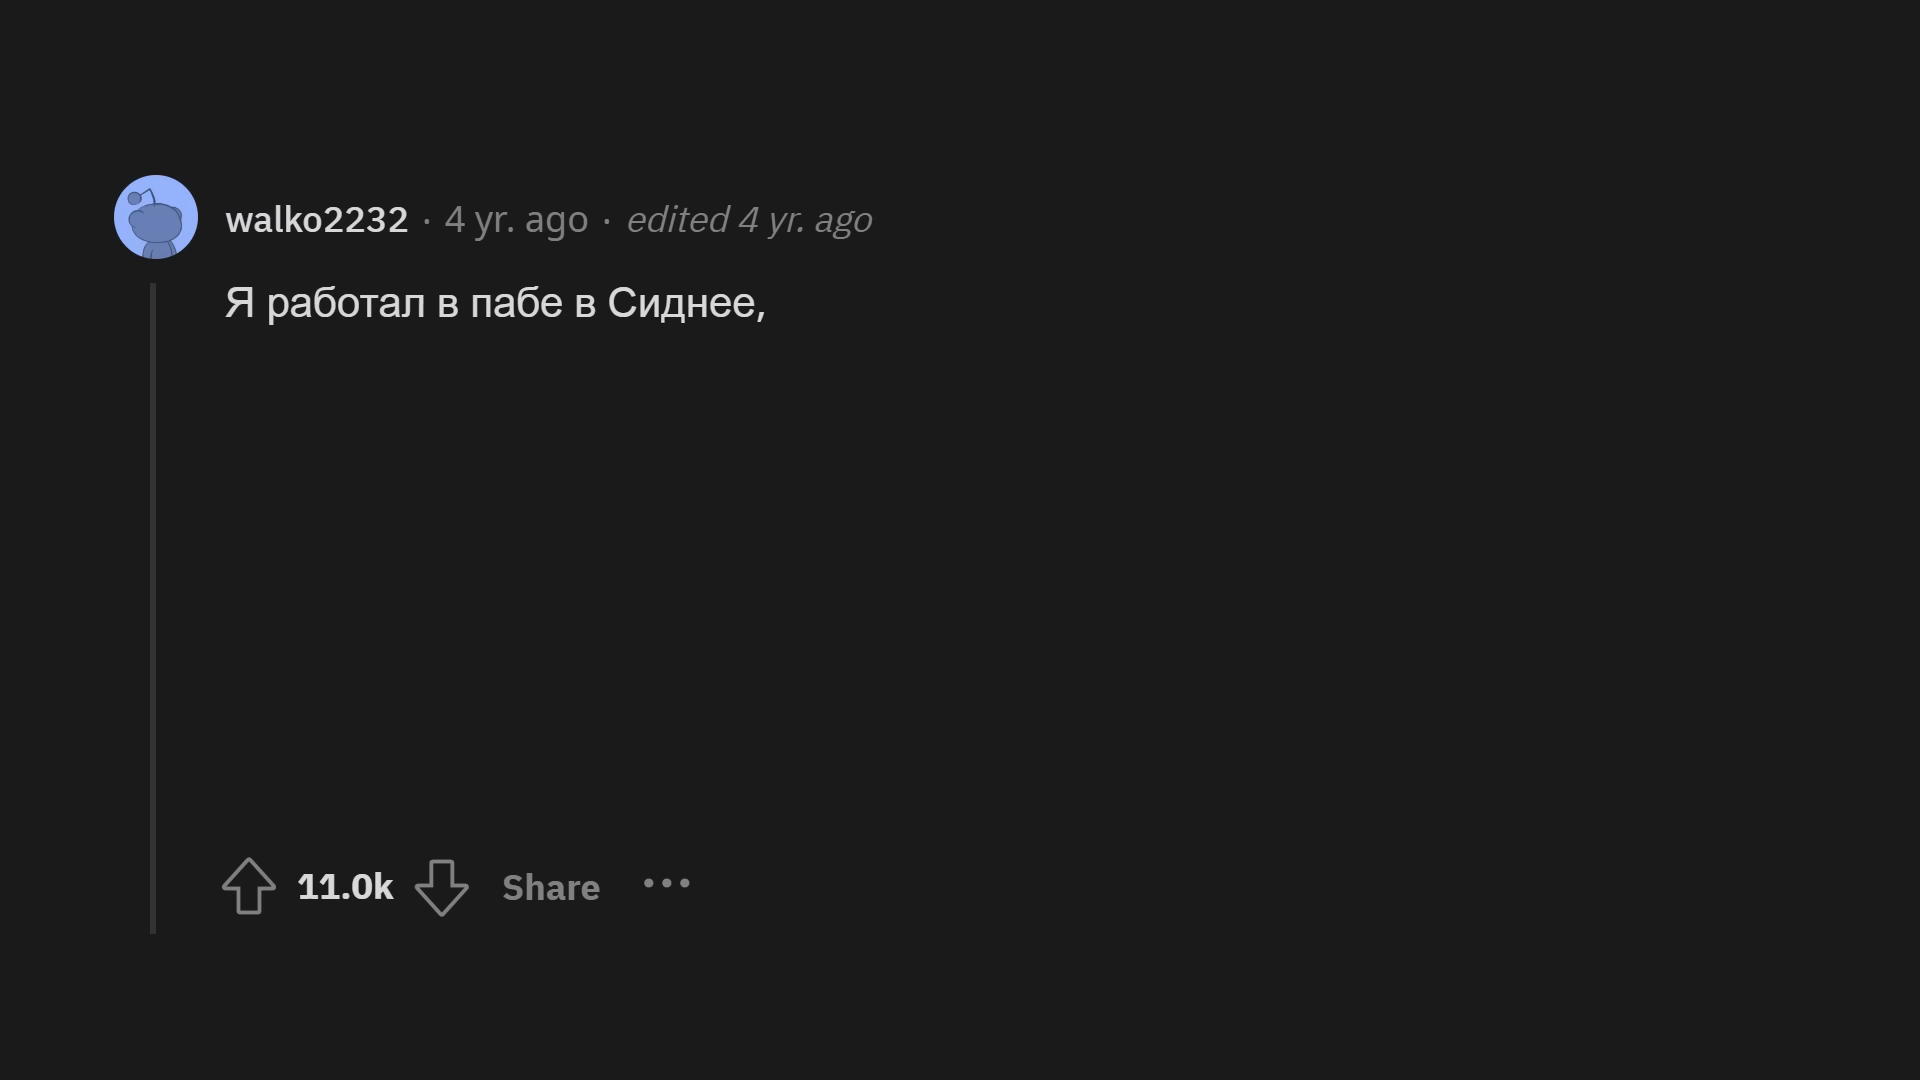 walko2232 · 4 yr. ago · edited 4 yr. ago
Я работал в пабе в Сиднее,
11.0k Share ···